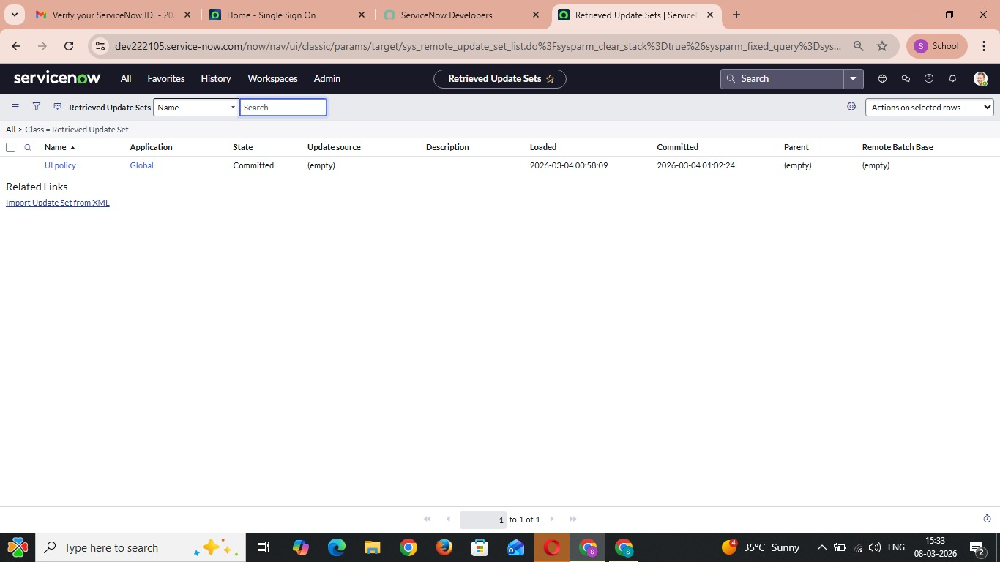 Verify your ServiceNow ID! - 20
Home - Single Sign On
ServiceNow Developers
Retrieved Update Sets | Service
dev222105.service-now.com/now/nav/ui/classic/params/target/sys_remote_update_set_list.do%3Fsysparm_clear_stack%3Dtrue%26sysparm_fixed_query%3Dsys...
S School
servicenow All Favorites History Workspaces Admin Retrieved Update Sets Search
Retrieved Update Sets Name Search Actions on selected rows...
All > Class = Retrieved Update Set
Name Application State Update source Description Loaded Committed Parent Remote Batch Base
UI policy Global Committed (empty) 2026-03-04 00:58:09 2026-03-04 01:02:24 (empty) (empty)
Related Links
Import Update Set from XML
1 to 1 of 1
Type here to search
S
S
4
35°C Sunny
ENG
15:33
08-03-2026
2